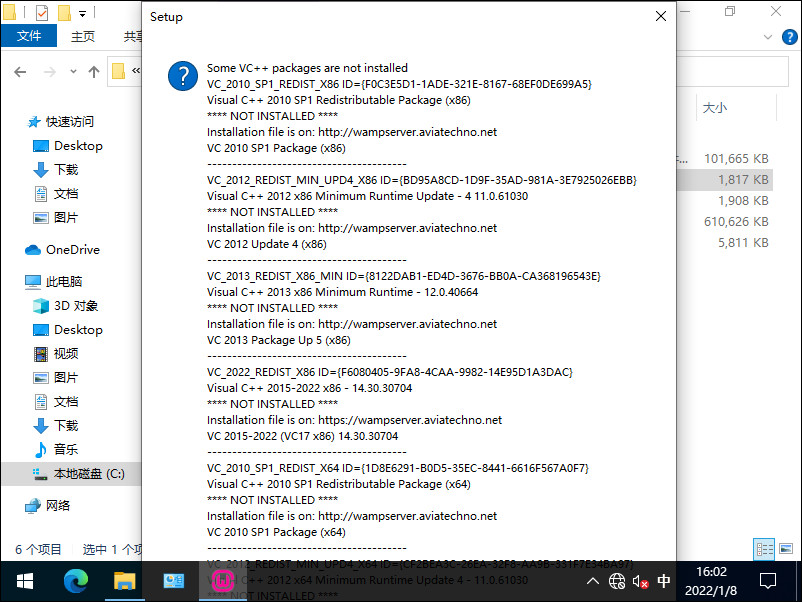 Setup
文件
主页
共享
«
大小
快速访问
Desktop
下载
文档
图片
OneDrive
此电脑
3D 对象
Desktop
视频
图片
文档
下载
音乐
本地磁盘 (C:)
网络
101,665 KB
1,817 KB
1,908 KB
610,626 KB
5,811 KB
Some VC++ packages are not installed
VC_2010_SP1_REDIST_X86 ID={F0C3E5D1-1ADE-321E-8167-68EF0DE699A5}
Visual C++ 2010 SP1 Redistributable Package (x86)
**** NOT INSTALLED ****
Installation file is on: http://wampserver.aviatechno.net
VC 2010 SP1 Package (x86)
----------------------------------------
VC_2012_REDIST_MIN_UPD4_X86 ID={BD95A8CD-1D9F-35AD-981A-3E7925026EBB}
Visual C++ 2012 x86 Minimum Runtime Update - 4 11.0.61030
**** NOT INSTALLED ****
Installation file is on: http://wampserver.aviatechno.net
VC 2012 Update 4 (x86)
----------------------------------------
VC_2013_REDIST_X86_MIN ID={8122DAB1-ED4D-3676-BB0A-CA368196543E}
Visual C++ 2013 x86 Minimum Runtime - 12.0.40664
**** NOT INSTALLED ****
Installation file is on: http://wampserver.aviatechno.net
VC 2013 Package Up 5 (x86)
----------------------------------------
VC_2022_REDIST_X86 ID={F6080405-9FA8-4CAA-9982-14E95D1A3DAC}
Visual C++ 2015-2022 x86 - 14.30.30704
**** NOT INSTALLED ****
Installation file is on: https://wampserver.aviatechno.net
VC 2015-2022 (VC17 x86) 14.30.30704
----------------------------------------
VC_2010_SP1_REDIST_X64 ID={1D8E6291-B0D5-35EC-8441-6616F567A0F7}
Visual C++ 2010 SP1 Redistributable Package (x64)
**** NOT INSTALLED ****
Installation file is on: http://wampserver.aviatechno.net
VC 2010 SP1 Package (x64)
----------------------------------------
VC_2012_REDIST_MIN_UPD4_X64 ID={CF2BEA3C-26EA-32F8-AA9B-331F7E34BA97}
Visual C++ 2012 x64 Minimum Runtime Update 4 - 11.0.61030
**** NOT INSTALLED ****
6 个项目
选中 1 个项
中
16:02
2022/1/8